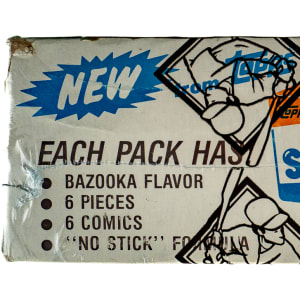 NEW from Topps
EACH PACK HAS
• BAZOOKA FLAVOR
• 6 PIECES
• 6 COMICS
• "NO STICK" FORMULA